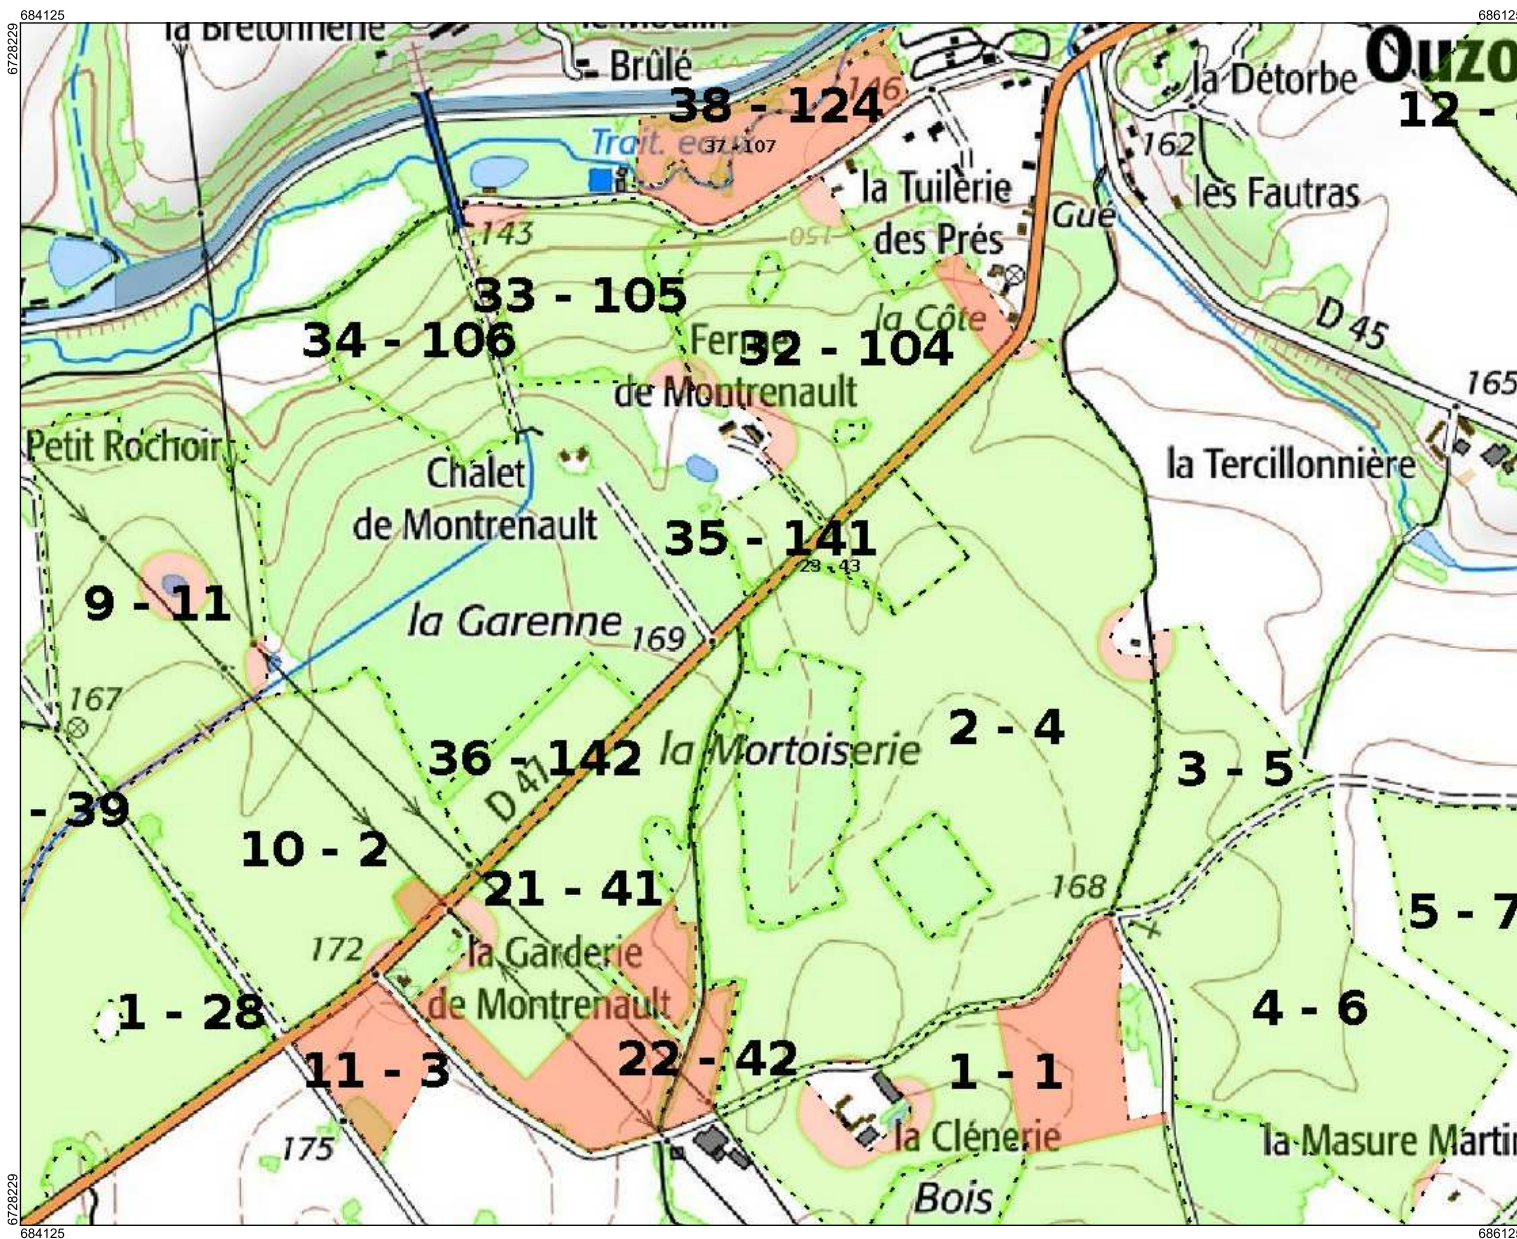 684125
686125
6728229
la Bretonnerie
le Moulin
Brûlé
Ouzo
la Détorbe
12 -
146
38 - 124
Trait. eaux
37 - 107
162
la Tuilerie
des Prés
les Fautras
Gué
143
150
33 - 105
34 - 106
la Côte
D 45
Ferme
32 - 104
de Montrenault
165
Petit Rochoir
Chalet
de Montrenault
la Tercillonnière
35 - 141
23 - 43
9 - 11
la Garenne
169
167
2 - 4
la Mortoiserie
36 - 142
3 - 5
D 47
- 39
10 - 2
21 - 41
168
5 - 7
172
la Garderie
de Montrenault
1 - 28
4 - 6
22 - 42
11 - 3
1 - 1
175
la Clénerie
la Masure Martin
Bois
6728229
684125
686125